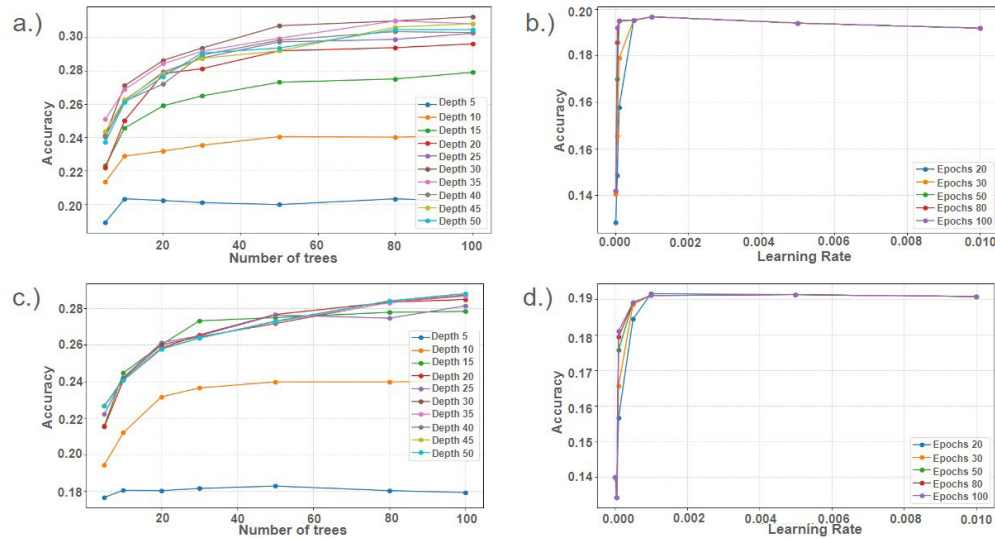 a.)
Accuracy
0.30
0.28
0.26
0.24
0.22
0.20
20
40
60
80
100
Number of trees
Depth 5
Depth 10
Depth 15
Depth 20
Depth 25
Depth 30
Depth 35
Depth 40
Depth 45
Depth 50
b.)
Accuracy
0.20
0.18
0.16
0.16
0.14
0.000
0.002
0.004
0.006
0.008
0.010
Learning Rate
Epochs 20
Epochs 30
Epochs 50
Epochs 80
Epochs 100
c.)
Accuracy
0.28
0.26
0.24
0.22
0.20
0.18
20
40
60
80
100
Number of trees
Depth 5
Depth 10
Depth 15
Depth 20
Depth 25
Depth 30
Depth 35
Depth 40
Depth 45
Depth 50
d.)
Accuracy
0.19
0.18
0.17
0.16
0.15
0.14
0.000
0.002
0.004
0.006
0.008
0.010
Learning Rate
Epochs 20
Epochs 30
Epochs 50
Epochs 80
Epochs 100